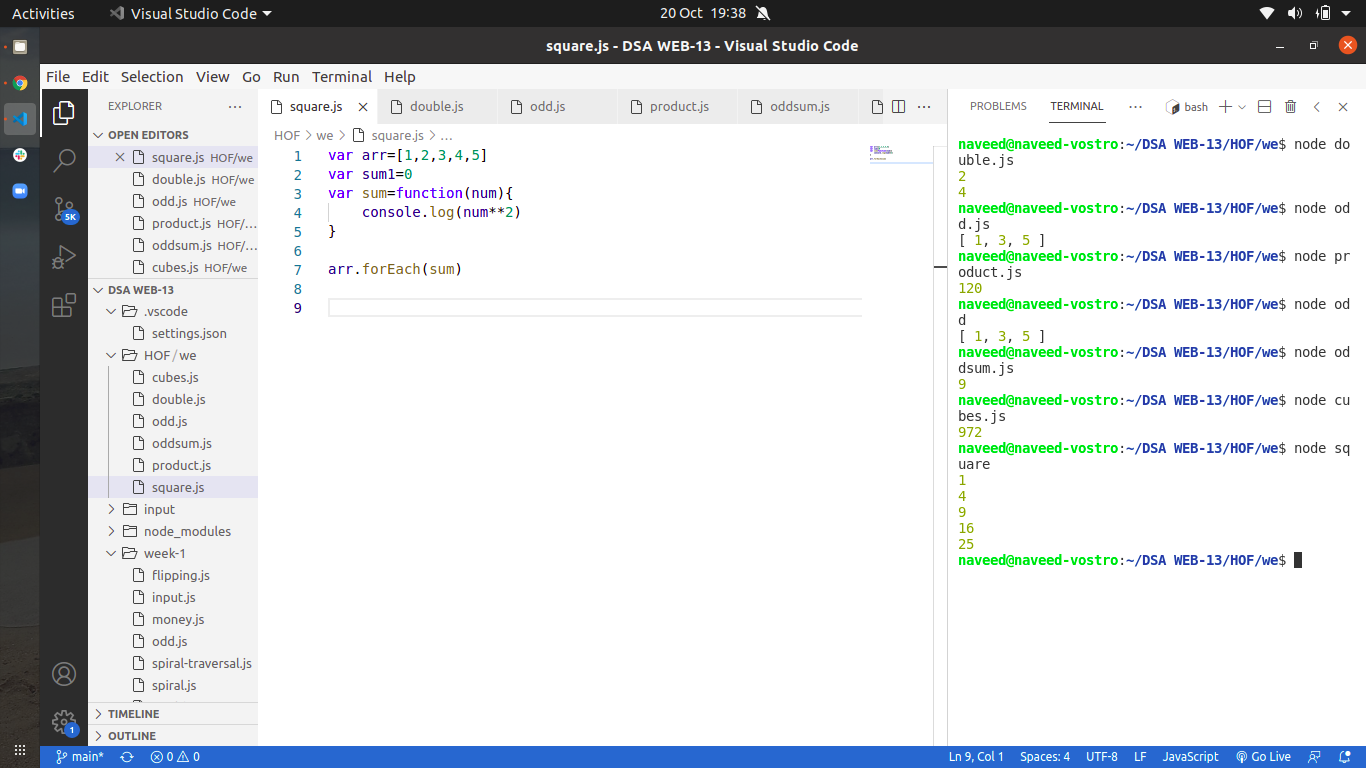 Activities Visual Studio Code 20 Oct 19:38
square.js - DSA WEB-13 - Visual Studio Code
File Edit Selection View Go Run Terminal Help
EXPLORER ...
OPEN EDITORS
square.js HOF/we
double.js HOF/we
odd.js HOF/we
product.js HOF/...
oddsum.js HOF/...
cubes.js HOF/we
DSA WEB-13
.vscode
settings.json
HOF / we
cubes.js
double.js
odd.js
oddsum.js
product.js
square.js
input
node_modules
week-1
flipping.js
input.js
money.js
odd.js
spiral-traversal.js
spiral.js
TIMELINE
OUTLINE
5K
1
square.js double.js odd.js product.js oddsum.js ...
HOF > we > square.js > ...
1 var arr=[1,2,3,4,5]
2 var sum1=0
3 var sum=function(num){
4 console.log(num**2)
5 }
6
7 arr.forEach(sum)
8
9
PROBLEMS TERMINAL ... bash
naveed@naveed-vostro:~/DSA WEB-13/HOF/we$ node do
uble.js
2
4
naveed@naveed-vostro:~/DSA WEB-13/HOF/we$ node od
d.js
[ 1, 3, 5 ]
naveed@naveed-vostro:~/DSA WEB-13/HOF/we$ node pr
oduct.js
120
naveed@naveed-vostro:~/DSA WEB-13/HOF/we$ node od
d
[ 1, 3, 5 ]
naveed@naveed-vostro:~/DSA WEB-13/HOF/we$ node od
dsum.js
9
naveed@naveed-vostro:~/DSA WEB-13/HOF/we$ node cu
bes.js
972
naveed@naveed-vostro:~/DSA WEB-13/HOF/we$ node sq
uare
1
4
9
16
25
naveed@naveed-vostro:~/DSA WEB-13/HOF/we$
main* 0 0 Ln 9, Col 1 Spaces: 4 UTF-8 LF JavaScript Go Live